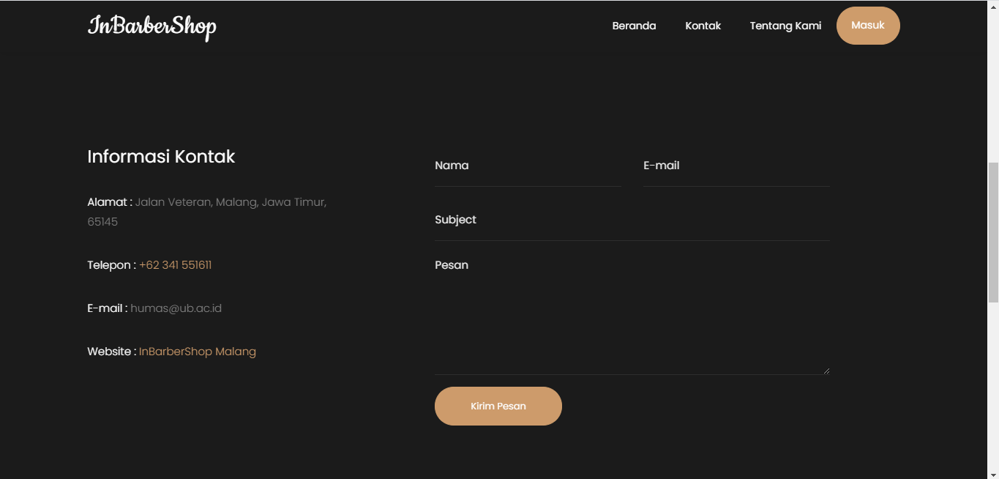 InBarberShop
Beranda Kontak Tentang Kami Masuk
Informasi Kontak
Alamat : Jalan Veteran, Malang, Jawa Timur,
65145
Telepon : +62 341 551611
E-mail : humas@ub.ac.id
Website : InBarberShop Malang
Nama E-mail
Subject
Pesan
Kirim Pesan